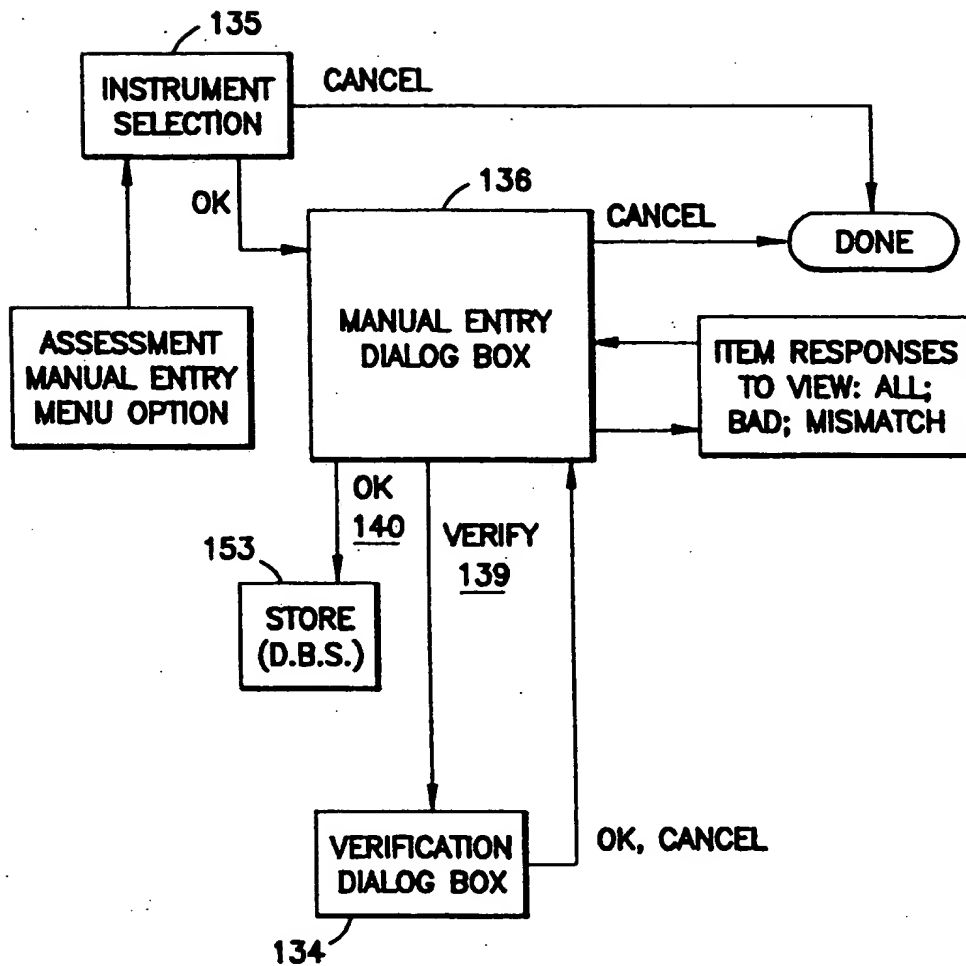 135
INSTRUMENT
SELECTION
CANCEL
OK
136
CANCEL
DONE
ASSESSMENT
MANUAL ENTRY
MENU OPTION
MANUAL ENTRY
DIALOG BOX
ITEM RESPONSES
TO VIEW: ALL;
BAD; MISMATCH
OK
140
VERIFY
139
153
STORE
(D.B.S.)
VERIFICATION
DIALOG BOX
OK, CANCEL
134